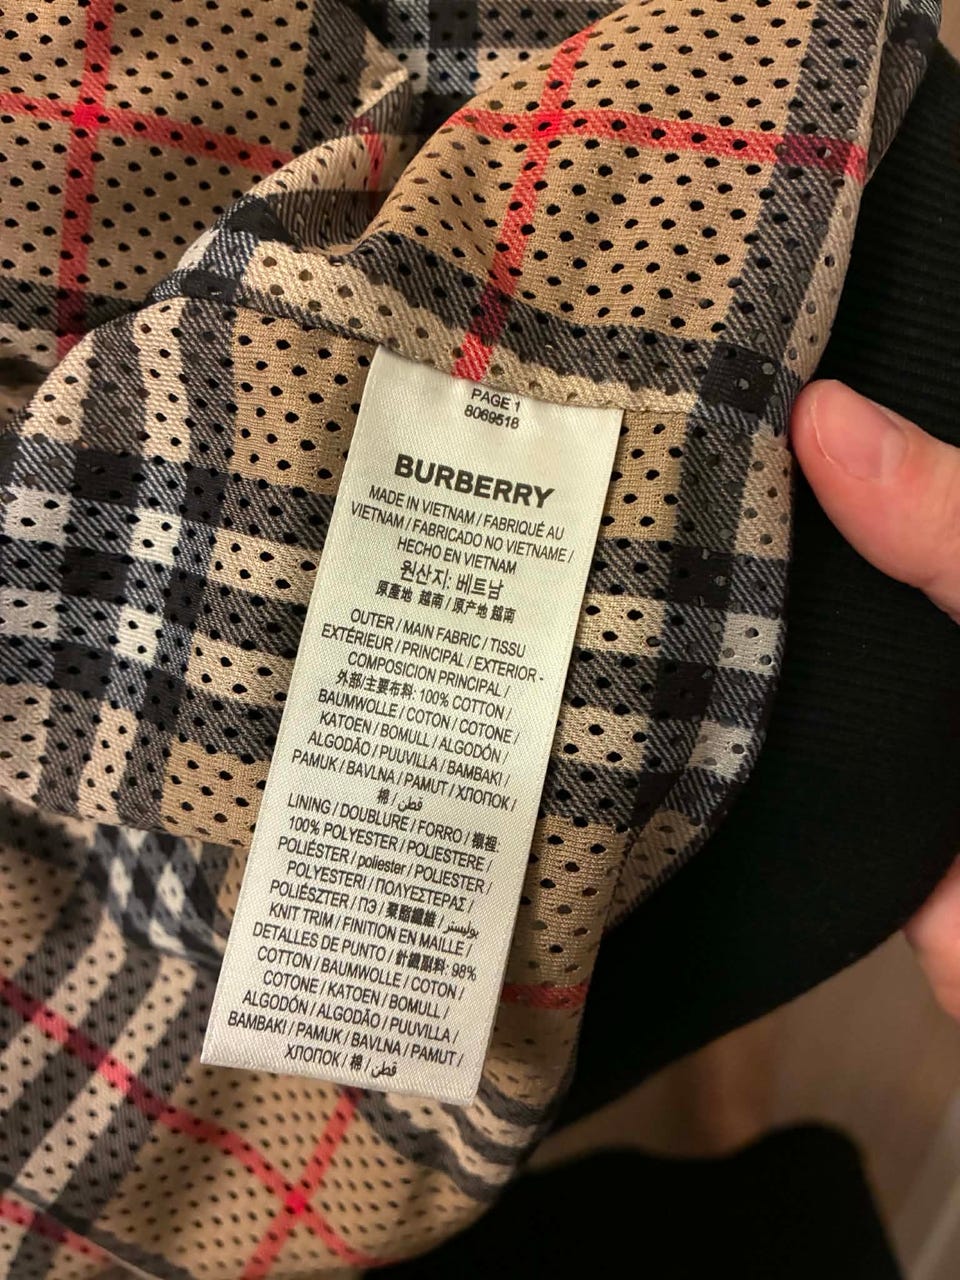 PAGE 1
8069518
BURBERRY
MADE IN VIETNAM / FABRIQUÉ AU
VIETNAM / FABRICADO NO VIETNAME /
HECHO EN VIETNAM
원산지: 베트남
原產地 越南 / 原产地 越南
OUTER / MAIN FABRIC / TISSU
EXTÉRIEUR / PRINCIPAL / EXTERIOR -
COMPOSICION PRINCIPAL /
外部/主要布料: 100% COTTON /
BAUMWOLLE / COTON / COTONE /
KATOEN / BOMULL / ALGODÓN /
ALGODÃO / PUUVILLA / BAMBAKI /
PAMUK / BAVLNA / PAMUT / ХЛОПОК /
棉 / قطن
LINING / DOUBLURE / FORRO / 襯裡:
100% POLYESTER / POLIESTERE /
POLIÉSTER / poliester / POLIESTER /
POLYESTERI / ΠΟΛΥΕΣΤΕΡΑΣ /
POLIÉSZTER / ПЭ / 聚酯纖維 / بوليستر
KNIT TRIM / FINITION EN MAILLE /
DETALLES DE PUNTO / 針織副料: 98%
COTTON / BAUMWOLLE / COTON /
COTONE / KATOEN / BOMULL /
ALGODÓN / ALGODÃO / PUUVILLA /
BAMBAKI / PAMUK / BAVLNA / PAMUT /
ХЛОПОК / 棉 / قطن